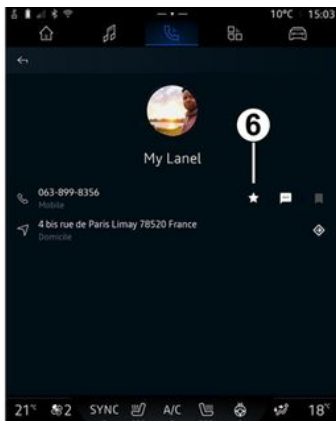 10°C 15:03
6
My Lanel
063-899-8356
Mobile
4 bis rue de Paris Limay 78520 France
Domicile
21°C 2 SYNC A/C 18°C